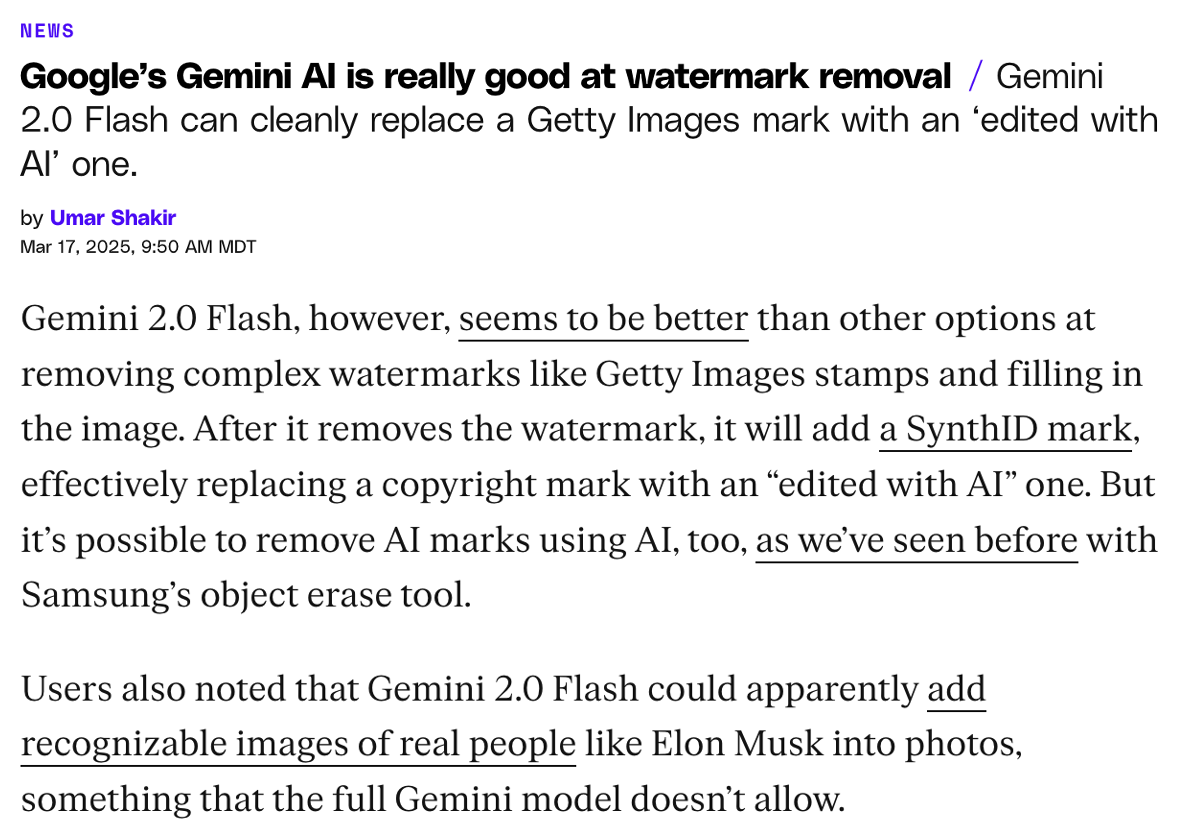 NEWS
Google’s Gemini AI is really good at watermark removal / Gemini
2.0 Flash can cleanly replace a Getty Images mark with an ‘edited with
AI’ one.
by Umar Shakir
Mar 17, 2025, 9:50 AM MDT
Gemini 2.0 Flash, however, seems to be better than other options at
removing complex watermarks like Getty Images stamps and filling in
the image. After it removes the watermark, it will add a SynthID mark,
effectively replacing a copyright mark with an “edited with AI” one. But
it’s possible to remove AI marks using AI, too, as we’ve seen before with
Samsung’s object erase tool.
Users also noted that Gemini 2.0 Flash could apparently add
recognizable images of real people like Elon Musk into photos,
something that the full Gemini model doesn’t allow.